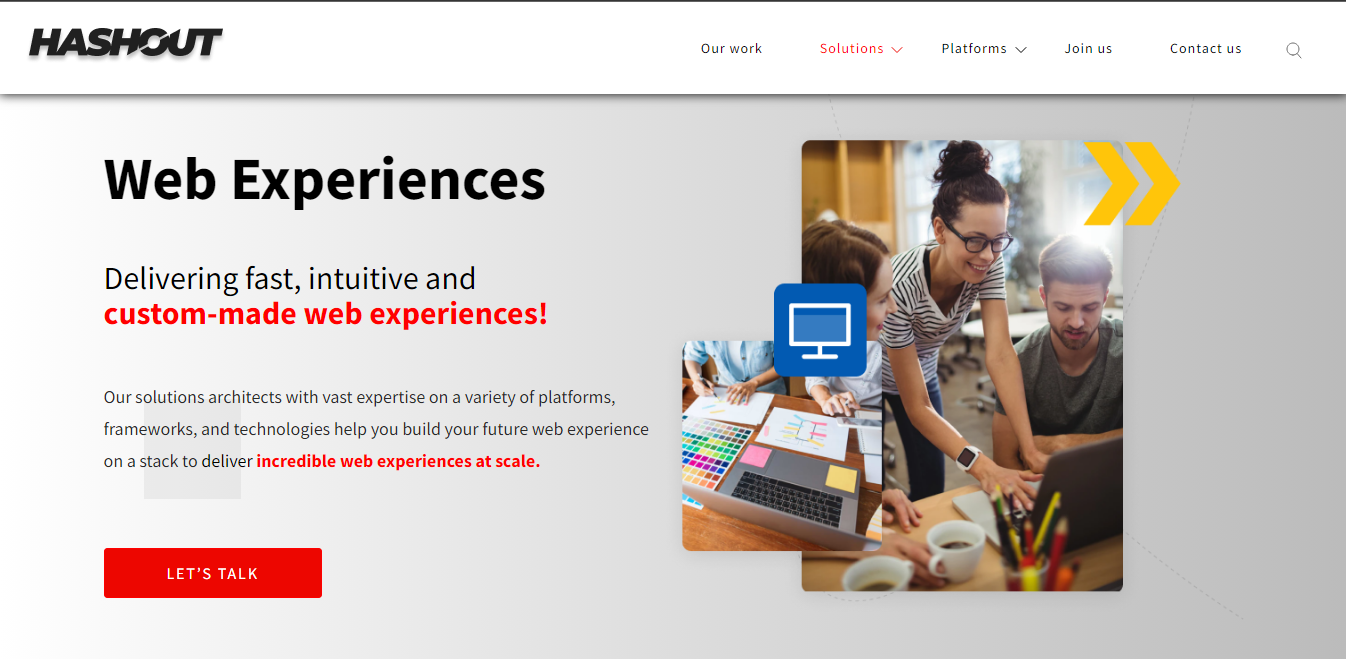 HASHOUT
Our work
Solutions
Platforms
Join us
Contact us
Web Experiences
Delivering fast, intuitive and
custom-made web experiences!
Our solutions architects with vast expertise on a variety of platforms,
frameworks, and technologies help you build your future web experience
on a stack to deliver incredible web experiences at scale.
LET’S TALK